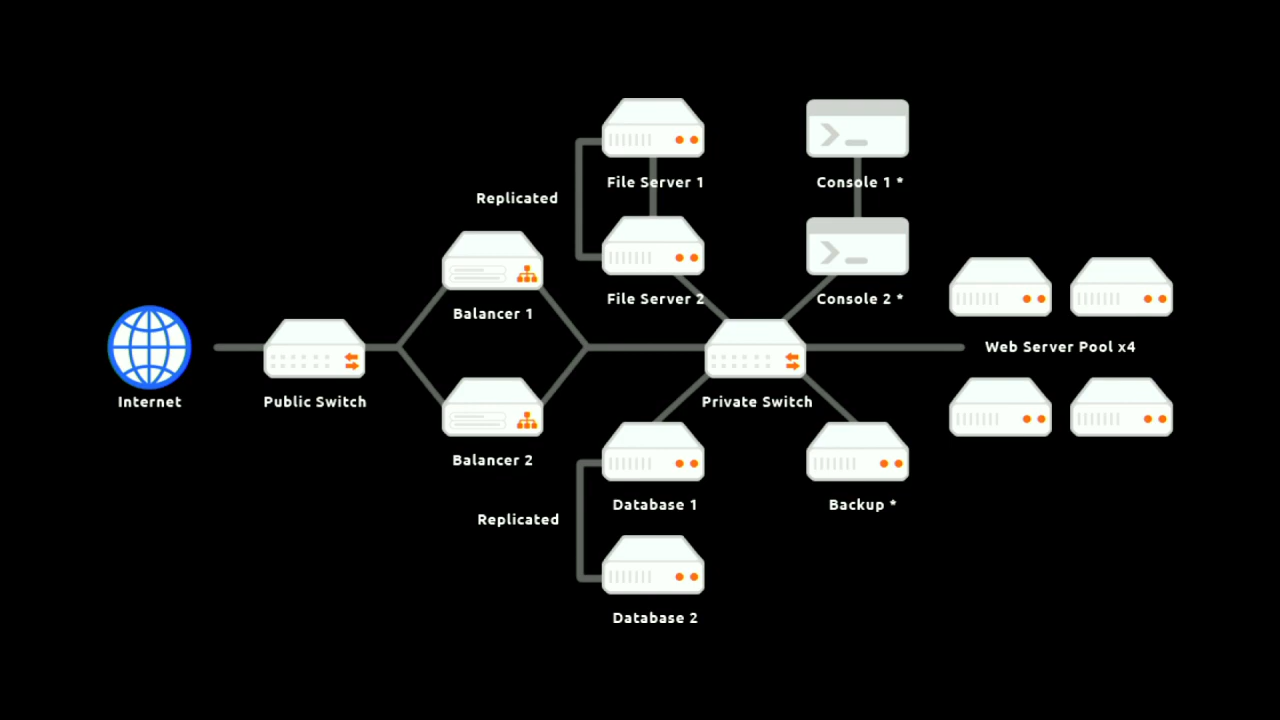 File Server 1
Console 1 *
Replicated
File Server 2
Console 2 *
Balancer 1
Web Server Pool x4
Internet
Public Switch
Private Switch
Balancer 2
Database 1
Backup *
Replicated
Database 2